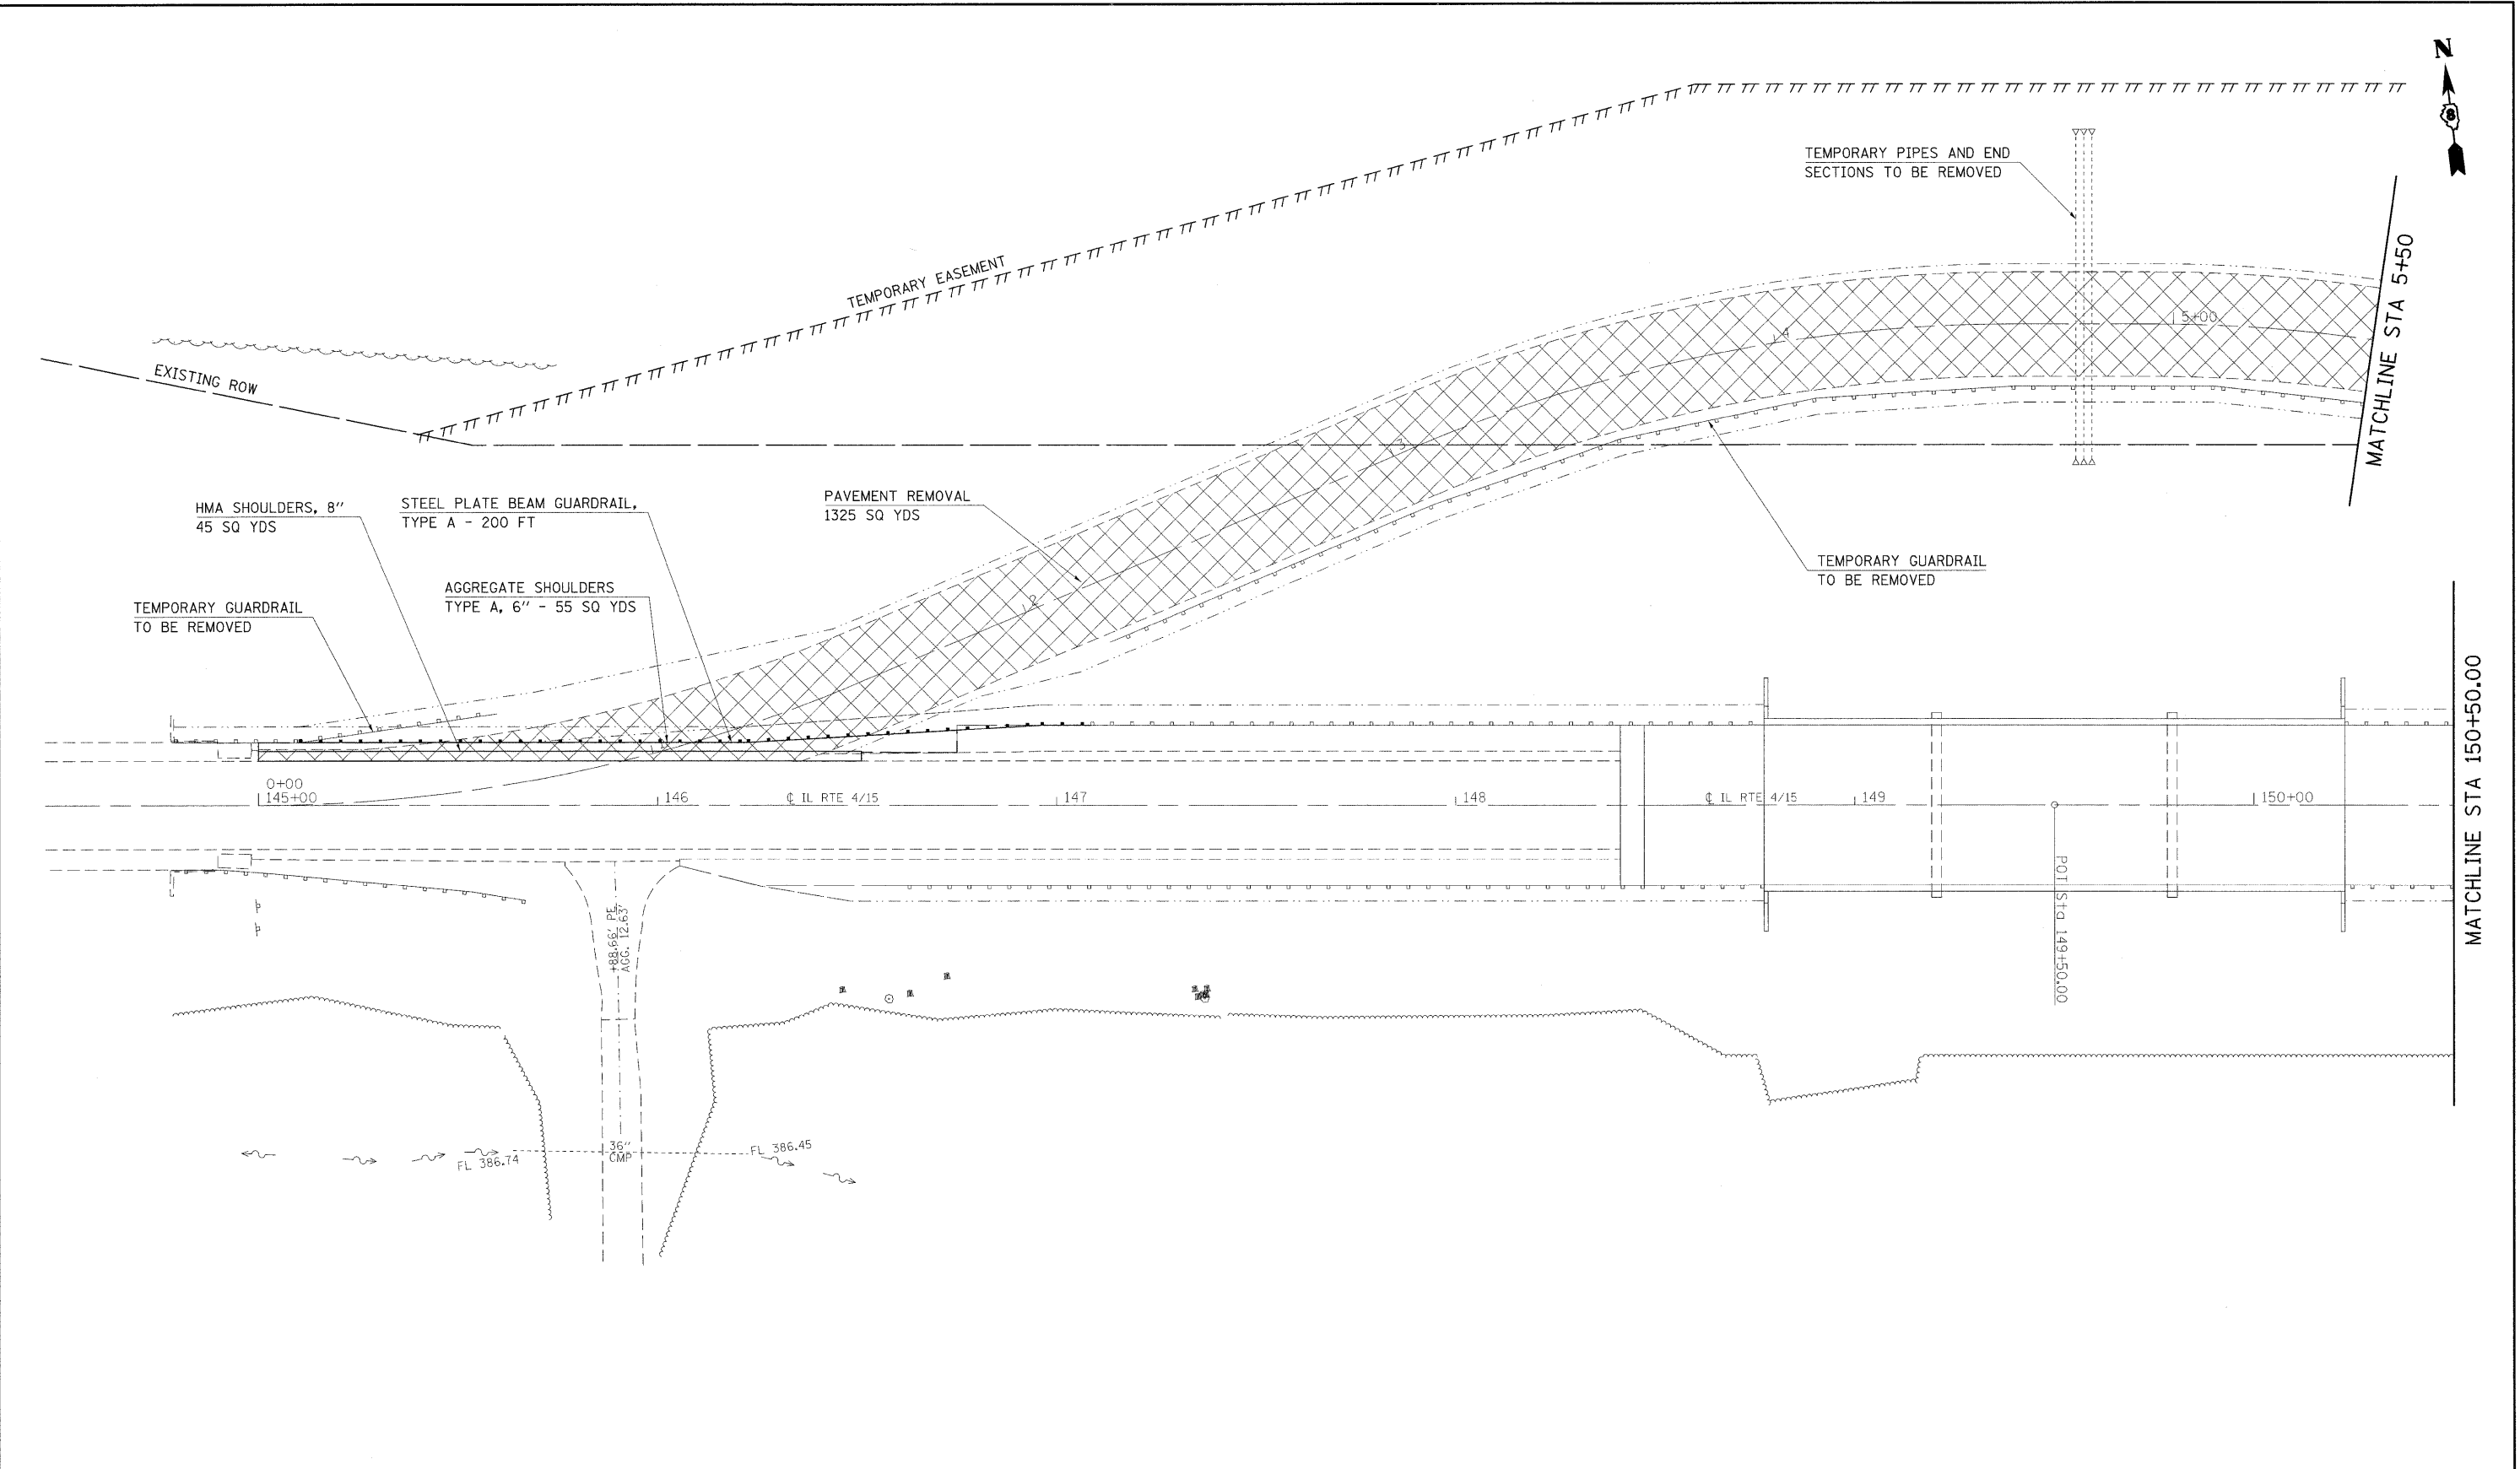 N
8
TEMPORARY PIPES AND END
SECTIONS TO BE REMOVED
MATCHLINE STA 5+50
TEMPORARY EASEMENT
EXISTING ROW
5+00
4
3
2
1
HMA SHOULDERS, 8"
45 SQ YDS
STEEL PLATE BEAM GUARDRAIL,
TYPE A - 200 FT
PAVEMENT REMOVAL
1325 SQ YDS
AGGREGATE SHOULDERS
TYPE A, 6" - 55 SQ YDS
TEMPORARY GUARDRAIL
TO BE REMOVED
TEMPORARY GUARDRAIL
TO BE REMOVED
MATCHLINE STA 150+50.00
0+00
145+00
146
℄ IL RTE 4/15
147
148
℄ IL RTE 4/15
149
150+00
POT Sta 149+50.00
+88.66' PE
AGG. 12.63'
36"
CMP
FL 386.74
FL 386.45